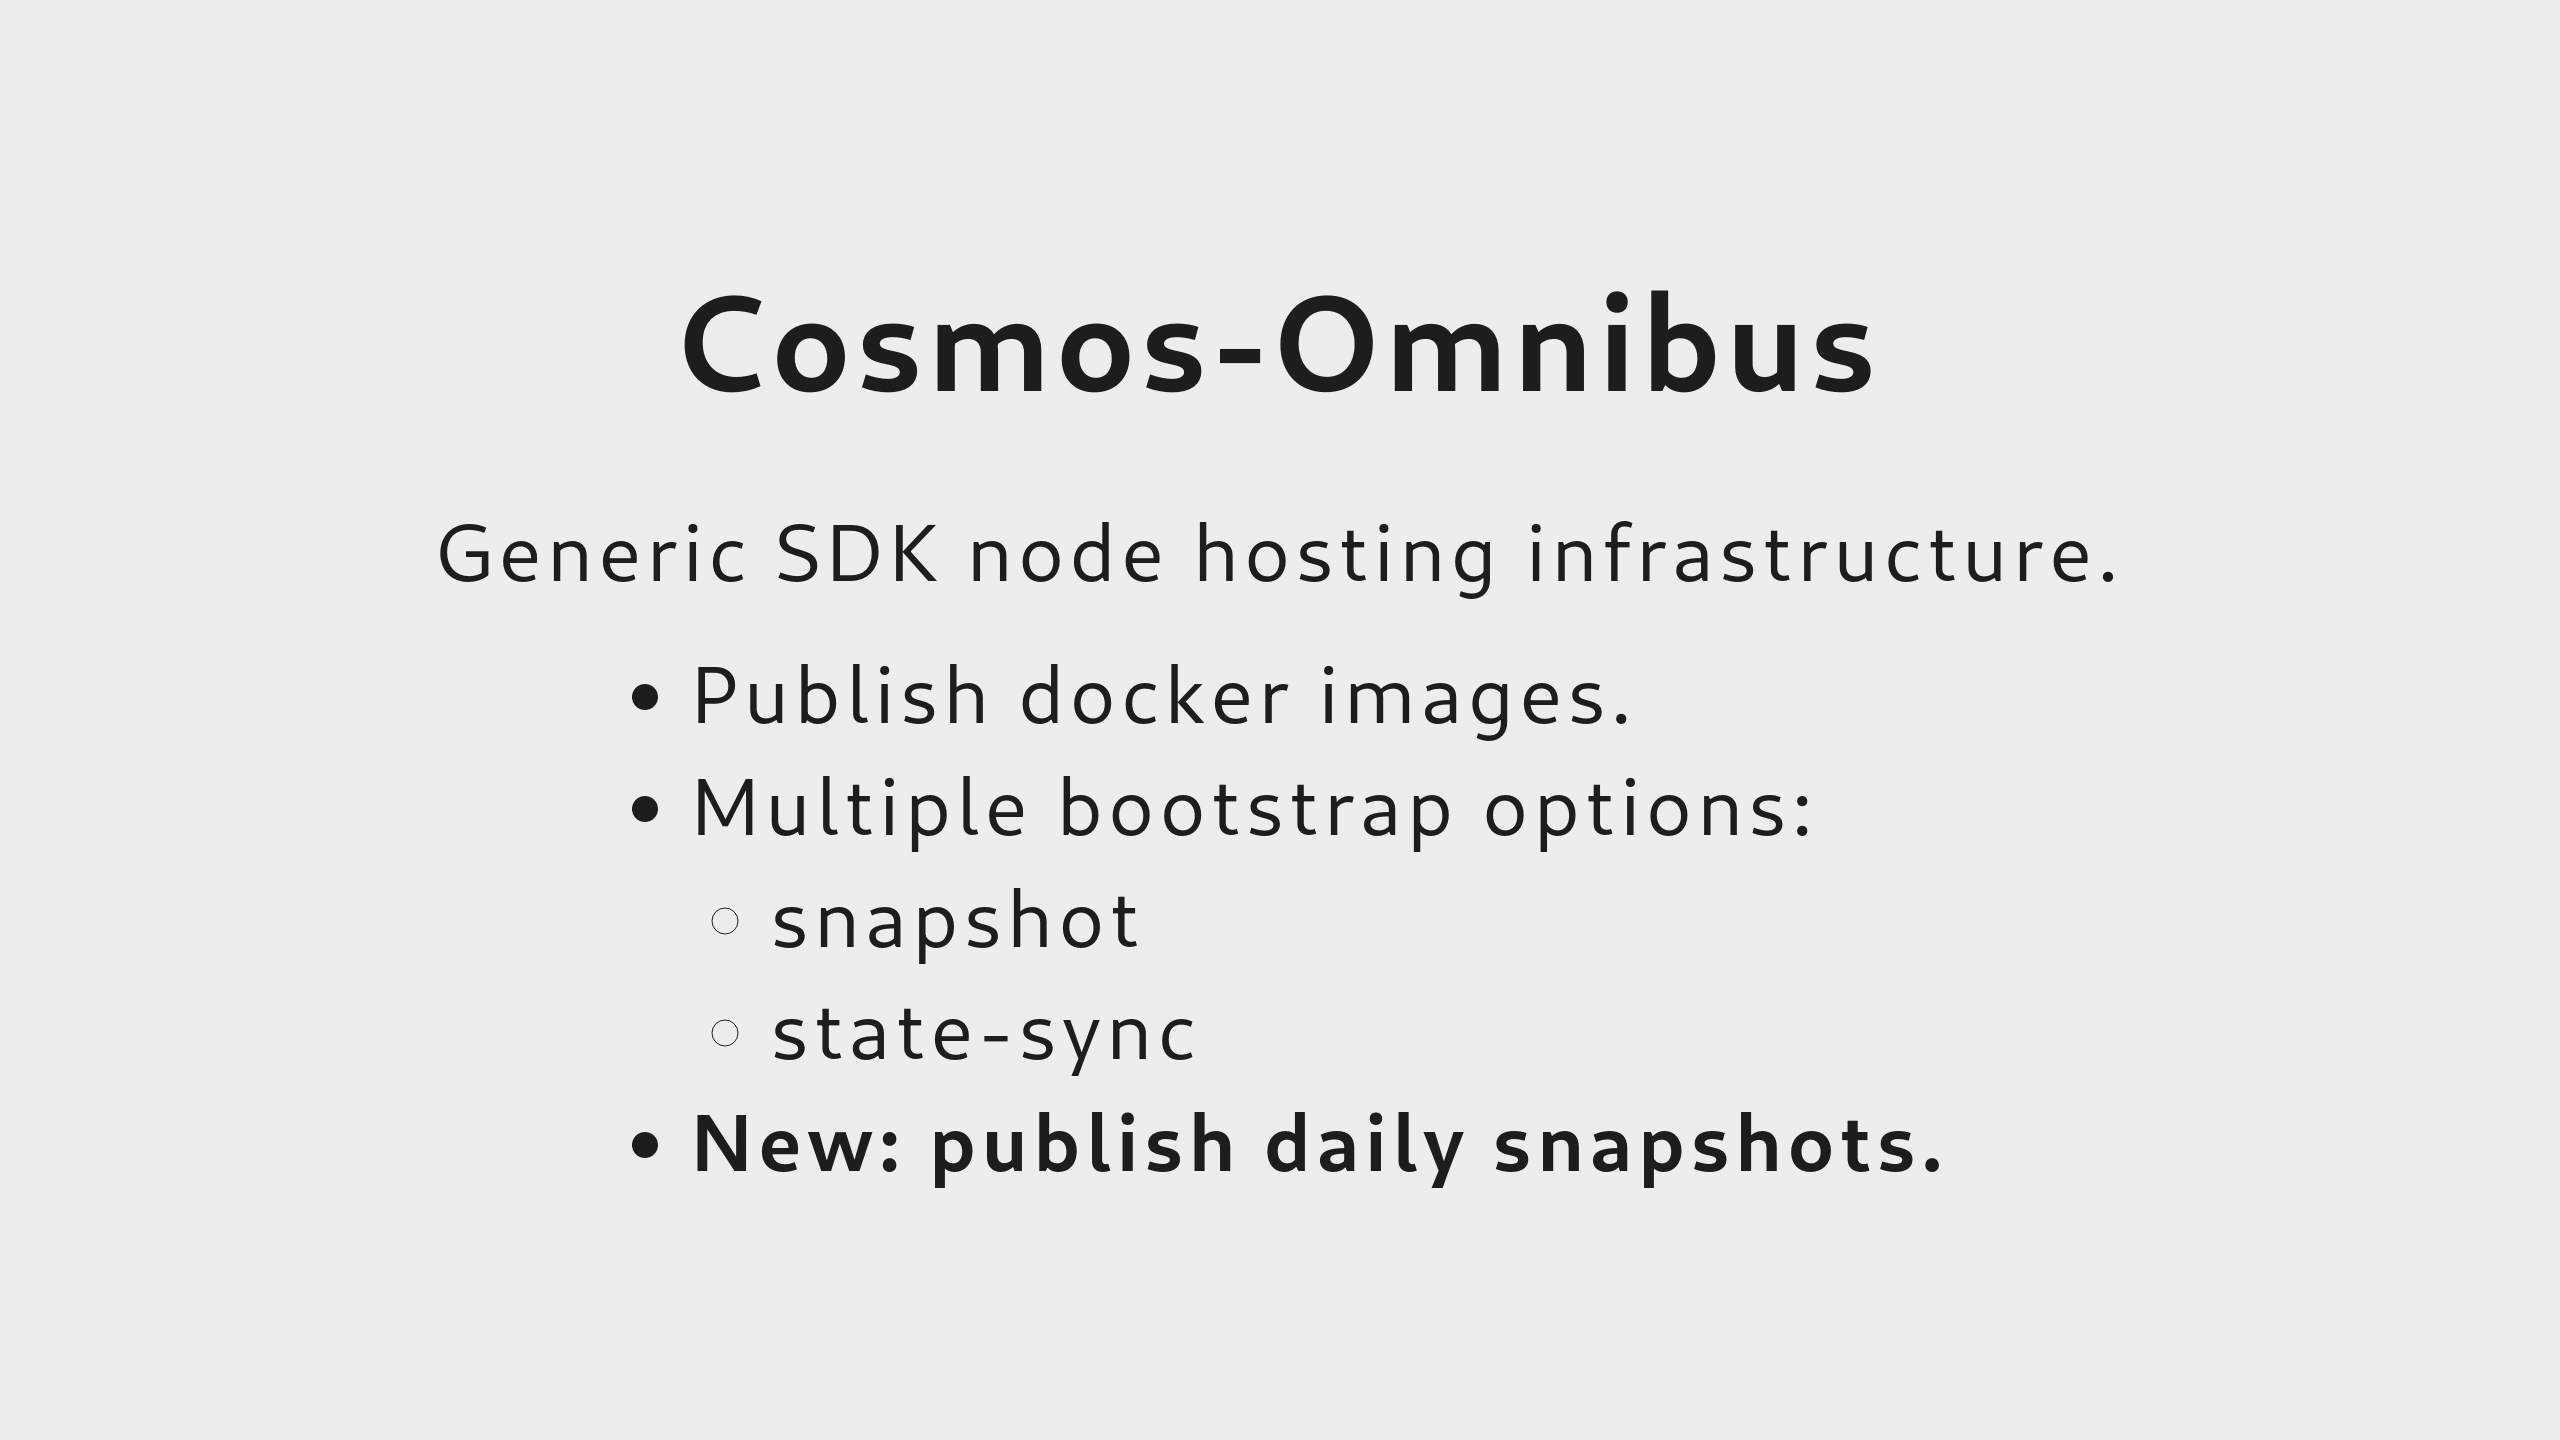 Cosmos-Omnibus
Generic SDK node hosting infrastructure.
• Publish docker images.
• Multiple bootstrap options:
○ snapshot
○ state-sync
• New: publish daily snapshots.